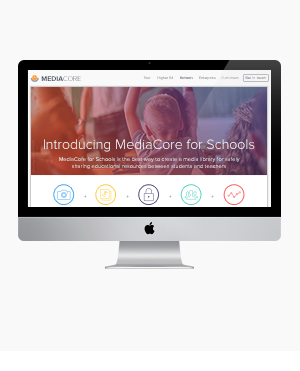 MEDIACORE
Tour Higher Ed Schools Enterprise Get in touch
Introducing MediaCore for Schools
MediaCore for Schools is the best way to create a media library for safely
sharing educational resources between students and teachers